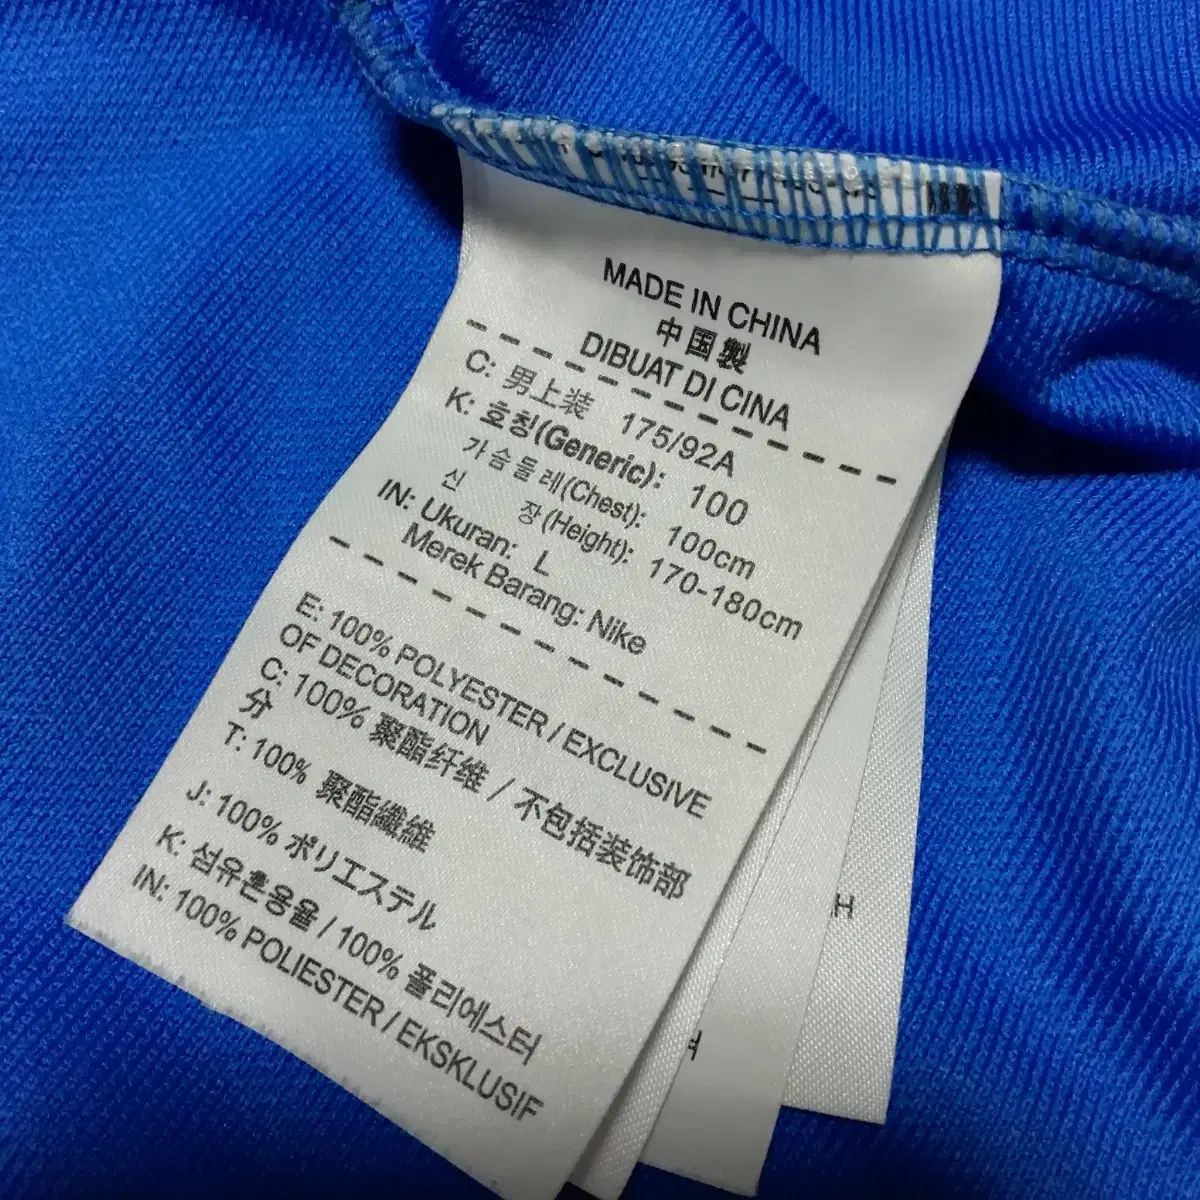 MADE IN CHINA
中国製
DIBUAT DI CINA
C: 男上装 175/92A
K: 호칭(Generic): 100
가슴둘레(Chest): 100cm
신 장(Height): 170-180cm
IN: Ukuran: L
Merek Barang: Nike
E: 100% POLYESTER / EXCLUSIVE
OF DECORATION
C: 100% 聚酯纤维 / 不包括装饰部
分
T: 100% 聚酯纖維
J: 100% ポリエステル
K: 섬유혼용율 / 100% 폴리에스터
IN: 100% POLIESTER / EKSKLUSIF
H
H